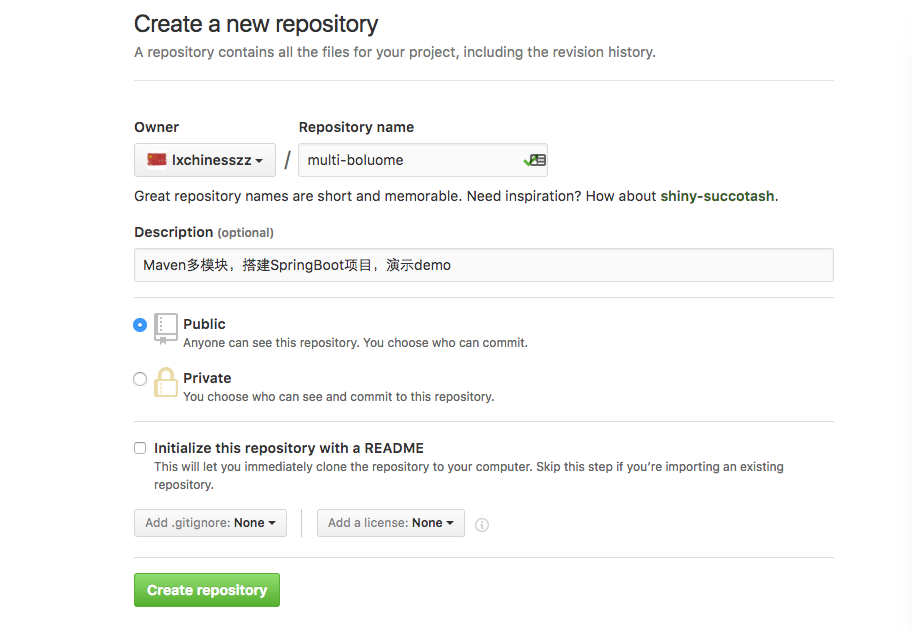 Create a new repository
A repository contains all the files for your project, including the revision history.
Owner
Repository name
lxchinesszz
/
multi-boluome
Great repository names are short and memorable. Need inspiration? How about shiny-succotash.
Description (optional)
Maven多模块，搭建SpringBoot项目，演示demo
Public
Anyone can see this repository. You choose who can commit.
Private
You choose who can see and commit to this repository.
Initialize this repository with a README
This will let you immediately clone the repository to your computer. Skip this step if you’re importing an existing
repository.
Add .gitignore: None
Add a license: None
Create repository